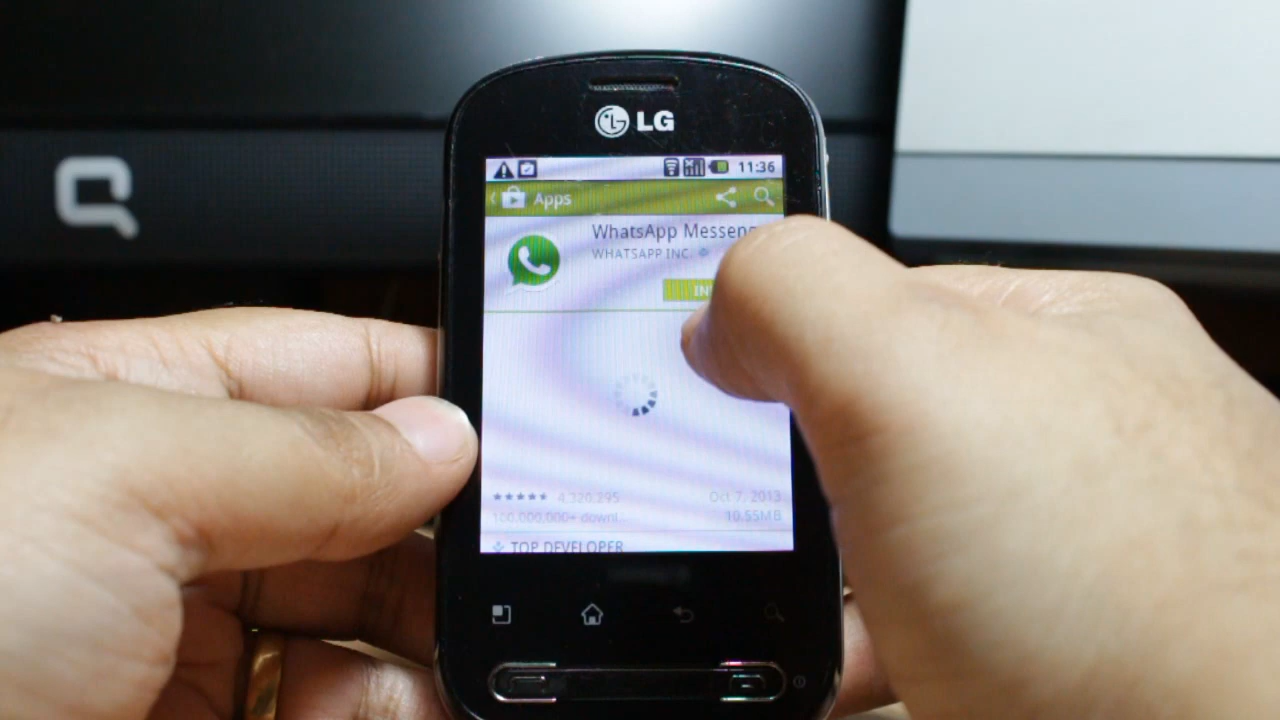 LG
11:36
Apps
WhatsApp Messeng
WHATSAPP INC.
IN
4,320,295
Oct 7, 2013
100,000,000+ downl...
10.55MB
TOP DEVELOPER